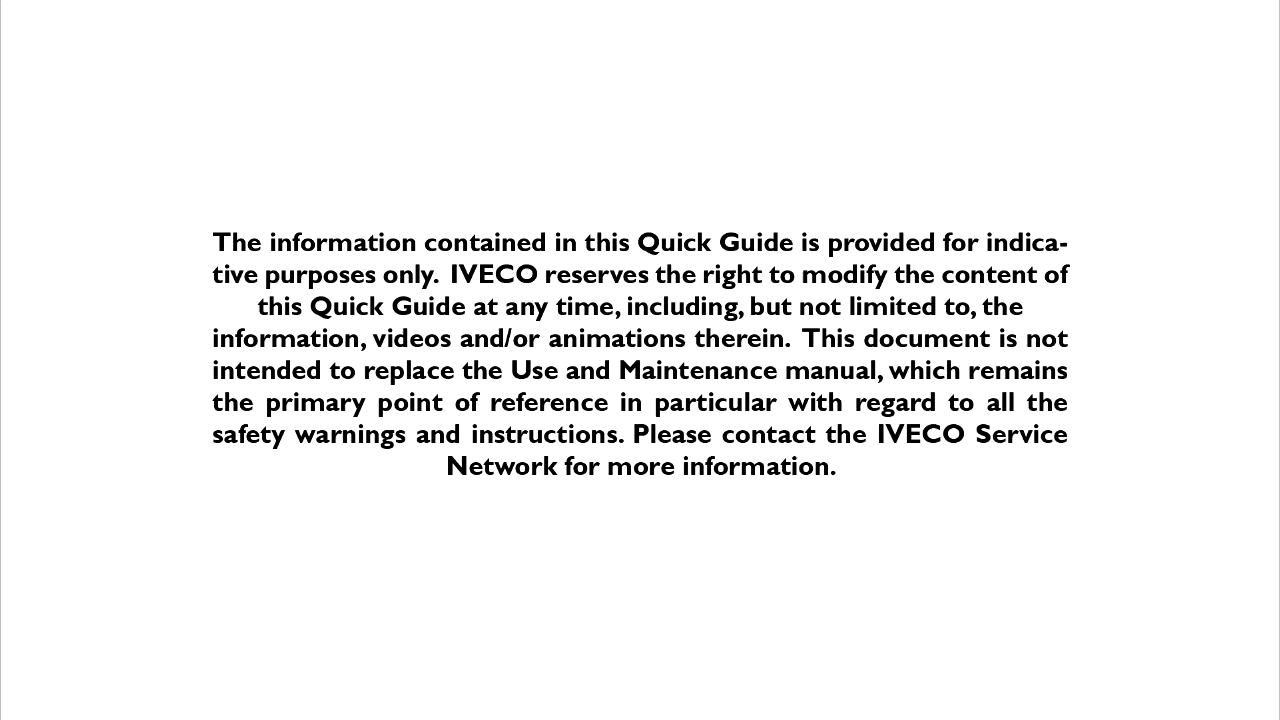 The information contained in this Quick Guide is provided for indica-
tive purposes only. IVECO reserves the right to modify the content of
this Quick Guide at any time, including, but not limited to, the
information, videos and/or animations therein. This document is not
intended to replace the Use and Maintenance manual, which remains
the primary point of reference in particular with regard to all the
safety warnings and instructions. Please contact the IVECO Service
Network for more information.